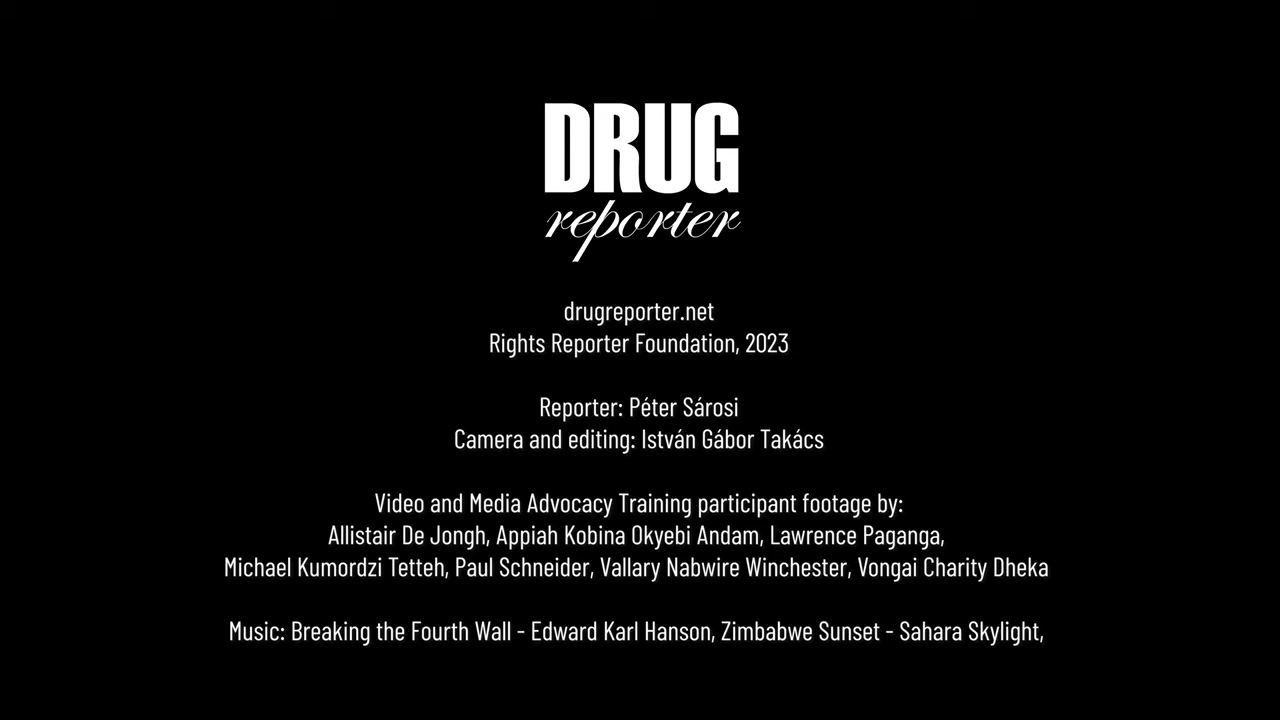 DRUG
reporter
drugreporter.net
Rights Reporter Foundation, 2023
Reporter: Péter Sárosi
Camera and editing: István Gábor Takács
Video and Media Advocacy Training participant footage by:
Allistair De Jongh, Appiah Kobina Okyebi Andam, Lawrence Paganga,
Michael Kumordzi Tetteh, Paul Schneider, Vallary Nabwire Winchester, Vongai Charity Dheka
Music: Breaking the Fourth Wall - Edward Karl Hanson, Zimbabwe Sunset - Sahara Skylight,